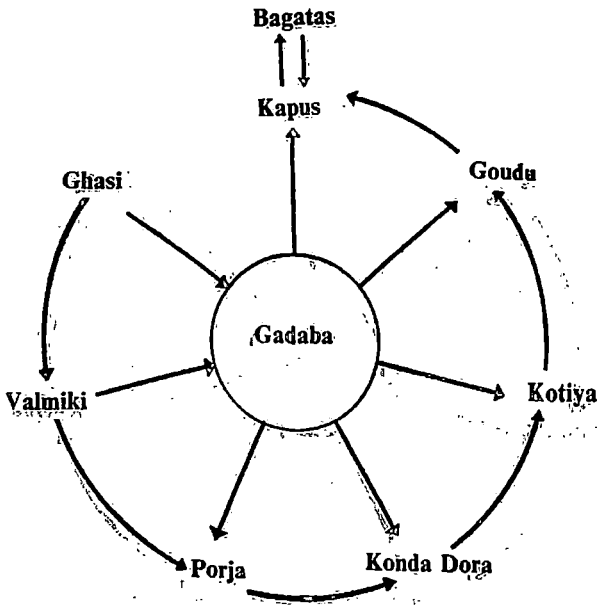 Bagatas
Kapus
Ghasi
Goudu
Gadaba
Valmiki
Kotiya
Porja
Konda Dora